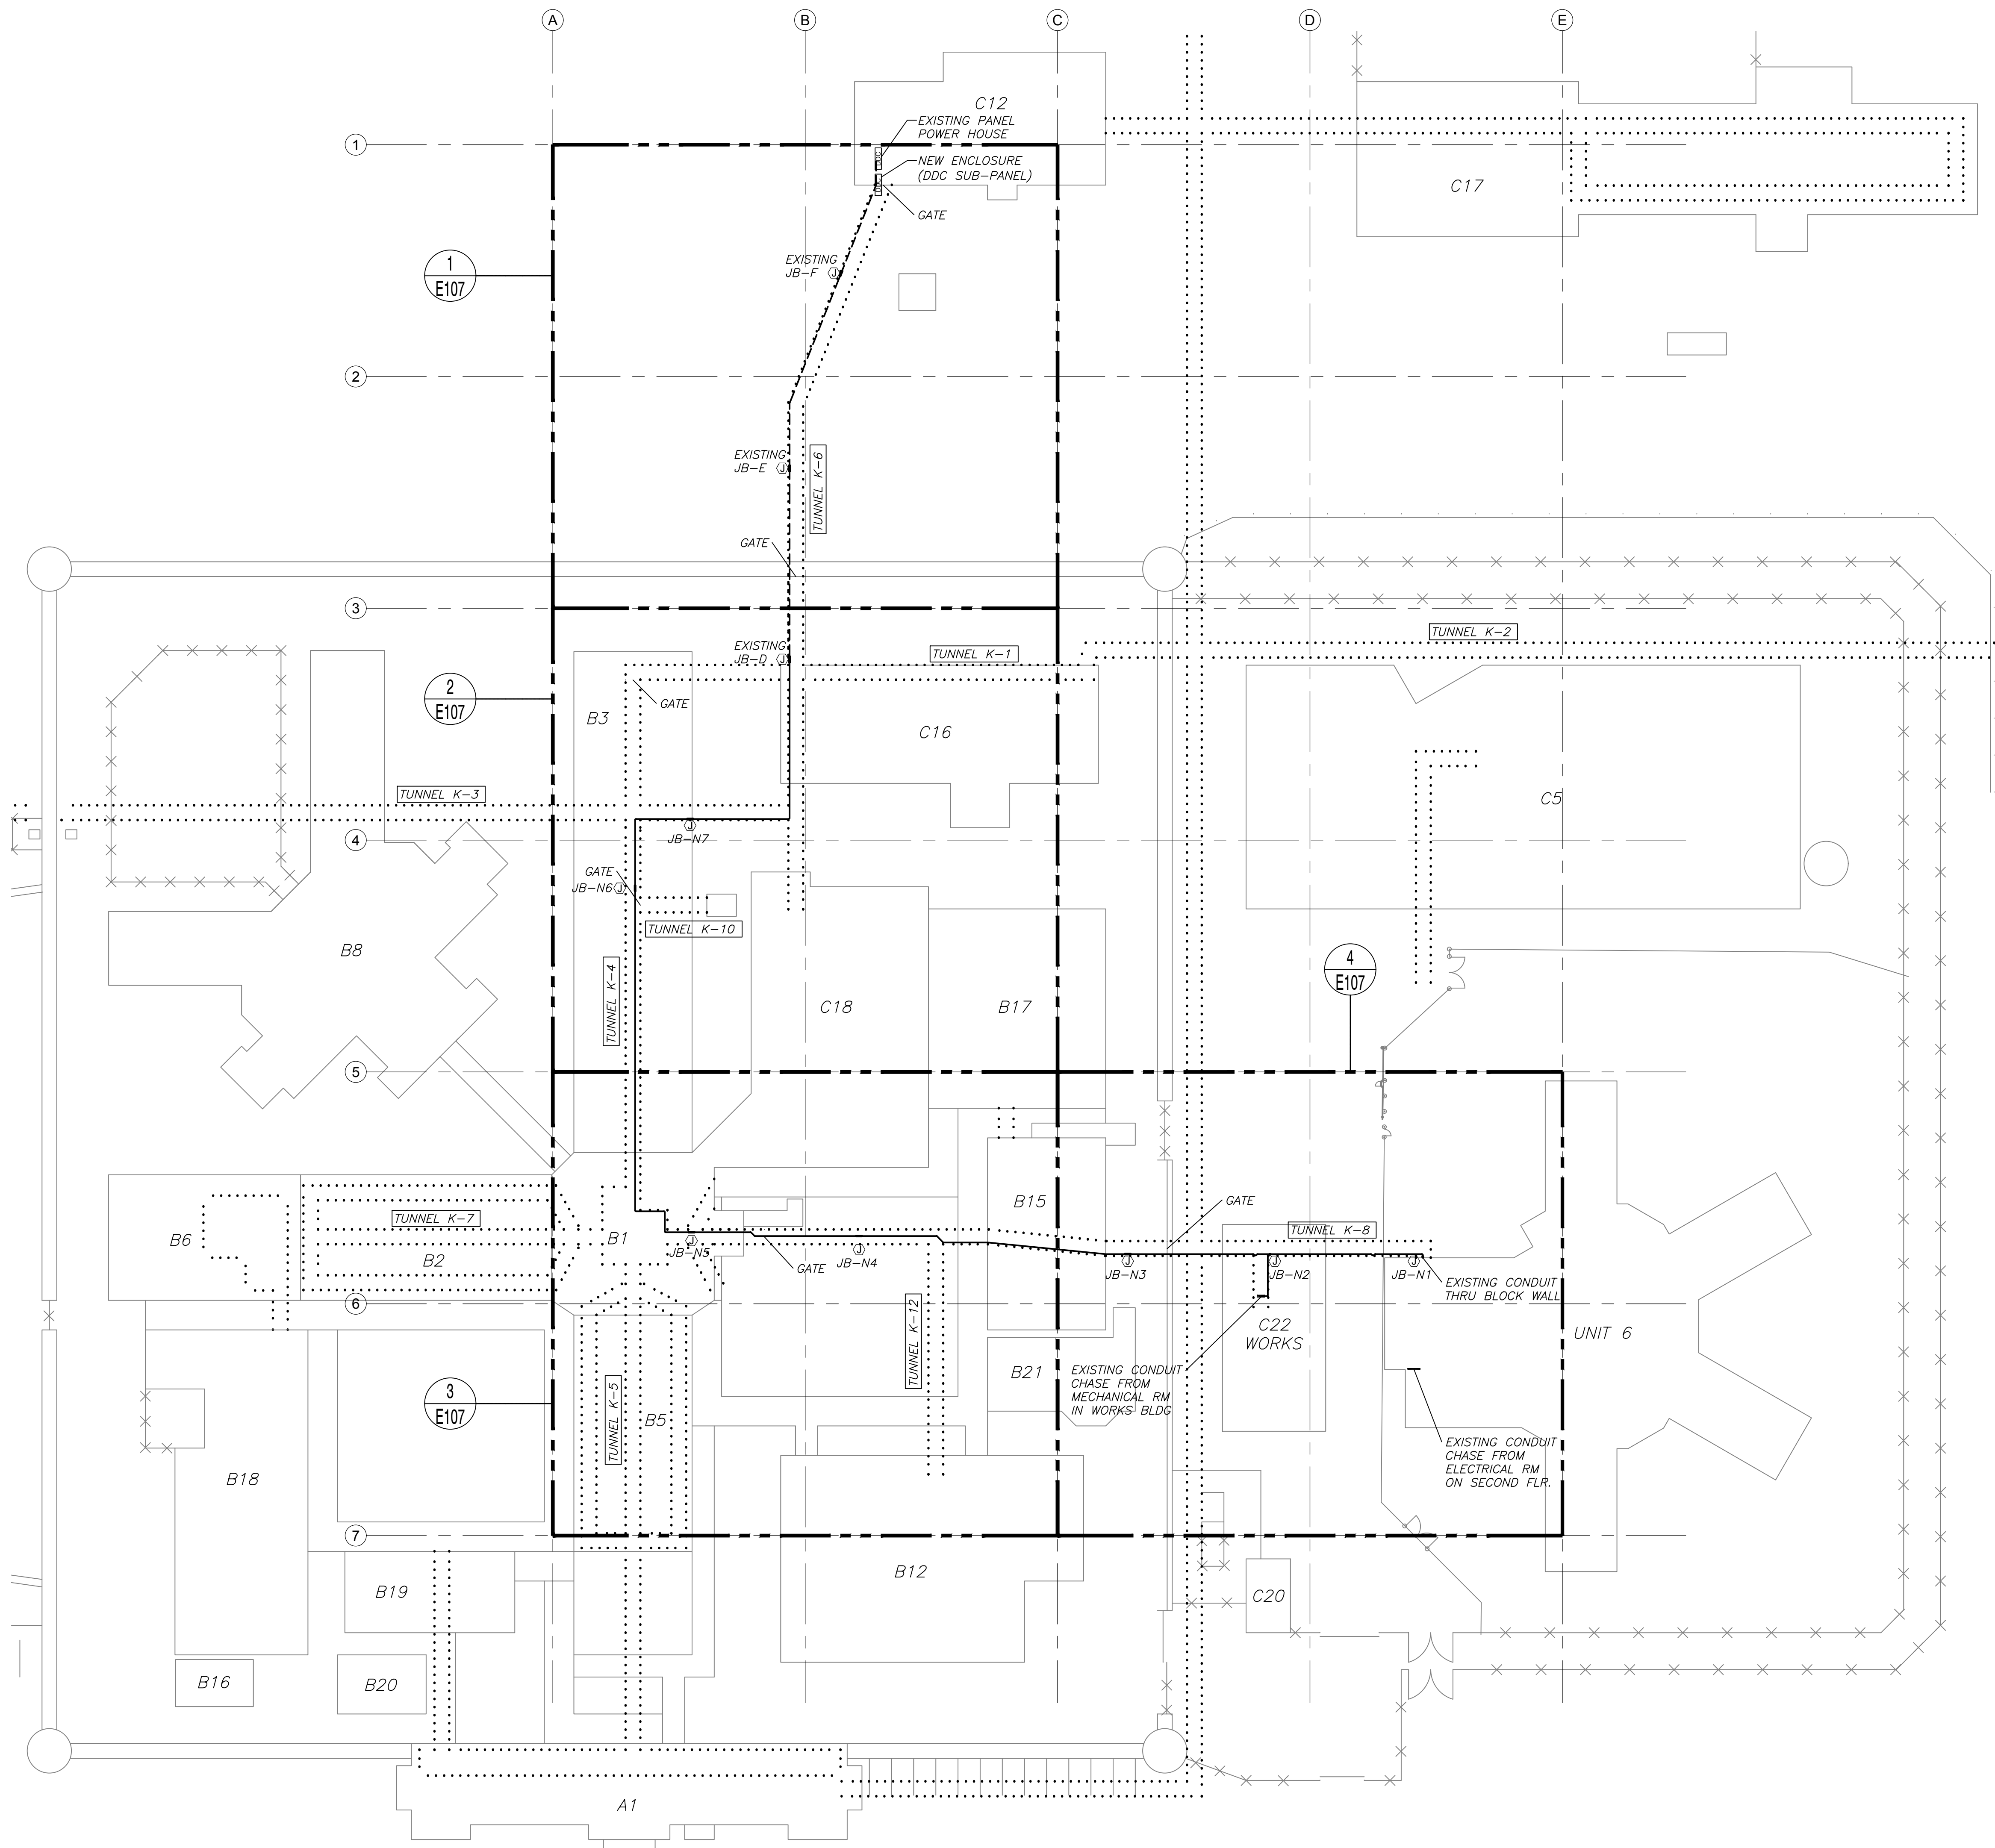 A
B
C
D
E
C12
EXISTING PANEL
POWER HOUSE
1
NEW ENCLOSURE
(DDC SUB-PANEL)
DDC
DDC
C17
GATE
1
E107
EXISTING
JB-F
J
2
EXISTING
JB-E
J
TUNNEL K-6
GATE
3
TUNNEL K-2
EXISTING
JB-D
J
TUNNEL K-1
2
E107
GATE
B3
C16
TUNNEL K-3
C5
J
JB-N7
4
GATE
JB-N6
J
TUNNEL K-10
B8
4
E107
TUNNEL K-4
C18
B17
5
B15
GATE
TUNNEL K-7
TUNNEL K-8
B6
B1
B2
J
JB-N5
GATE
J
JB-N4
J
JB-N3
J
JB-N2
J
JB-N1
EXISTING CONDUIT
THRU BLOCK WALL
6
TUNNEL K-12
C22
WORKS
UNIT 6
B21
EXISTING CONDUIT
CHASE FROM
MECHANICAL RM
IN WORKS BLDG
3
E107
TUNNEL K-5
B5
EXISTING CONDUIT
CHASE FROM
ELECTRICAL RM
ON SECOND FLR.
B18
7
B12
B19
C20
B16
B20
A1